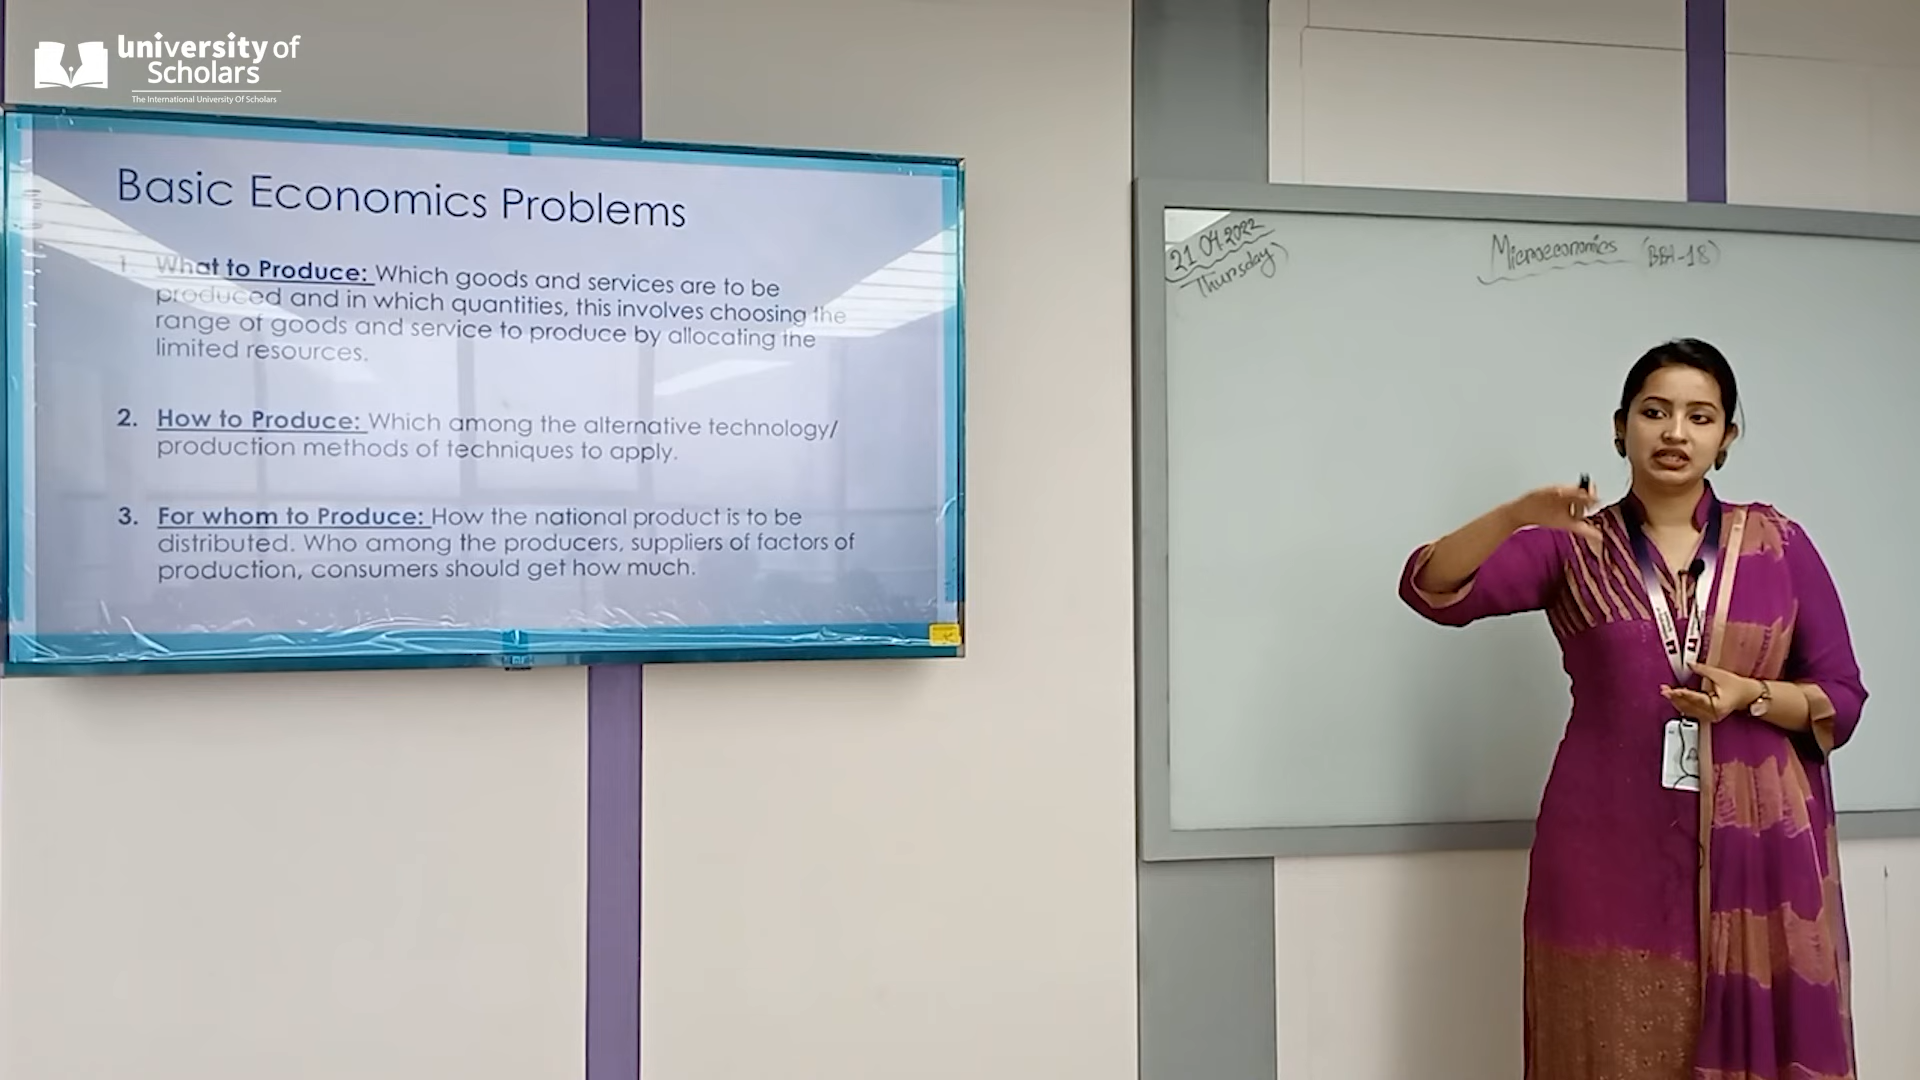 University of
Scholars
The International University Of Scholars
Basic Economics Problems
1. What to Produce: Which goods and services are to be
produced and in which quantities, this involves choosing the
range of goods and service to produce by allocating the
limited resources.
2. How to Produce: Which among the alternative technology/
production methods of techniques to apply.
3. For whom to Produce: How the national product is to be
distributed. Who among the producers, suppliers of factors of
production, consumers should get how much.
21.04.2022
Thursday
Microeconomics (BBA-18)